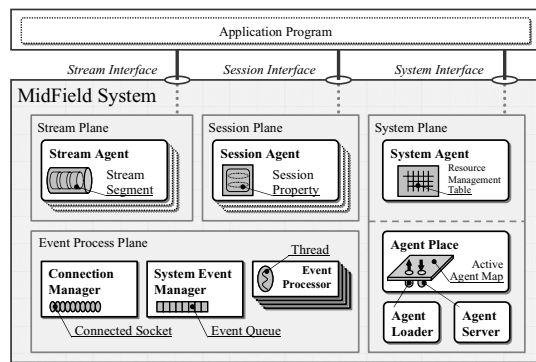 Application Program
Stream Interface
Session Interface
System Interface
MidField System
Stream Plane
Stream Agent
Stream
Segment
Session Plane
Session Agent
Session
Property
System Plane
System Agent
Resource
Management
Table
Event Process Plane
Connection
Manager
Connected Socket
System Event
Manager
Event Queue
Thread
Event
Processor
Agent Place
Active
Agent Map
Agent
Loader
Agent
Server